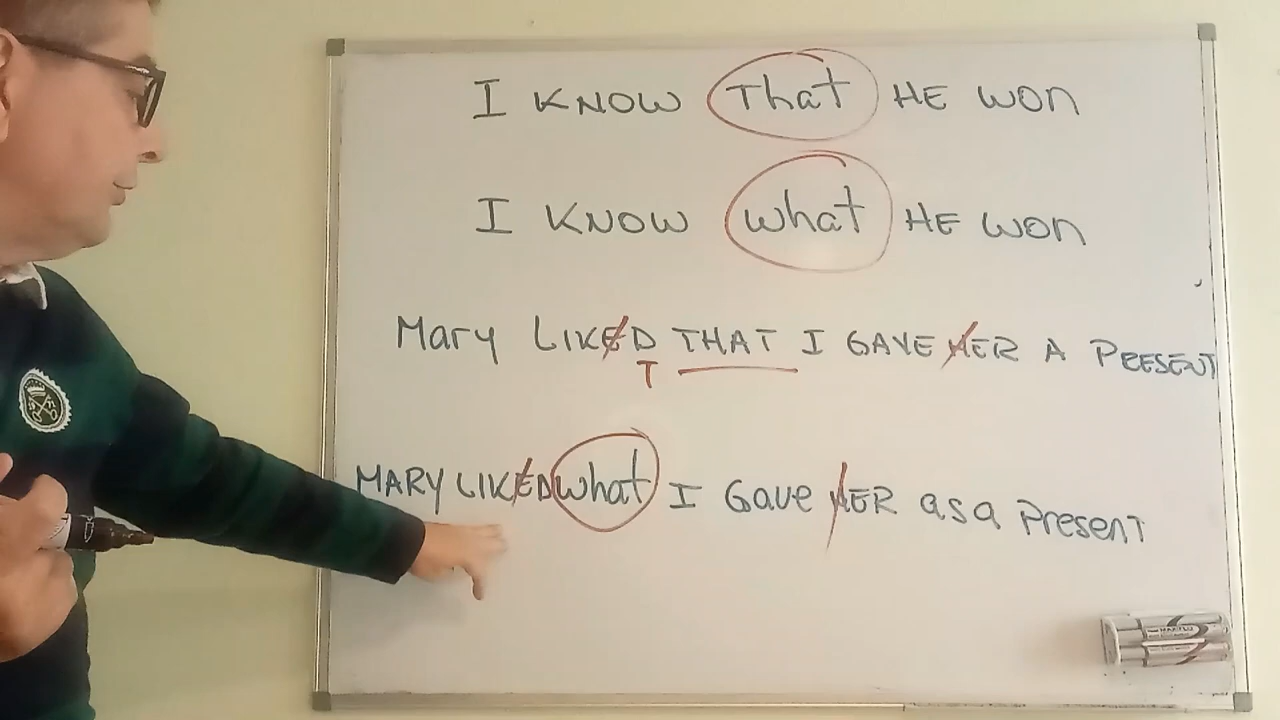 I KNOW That HE WON
I KNOW what HE WON
Mary LIKED THAT I GAVE HER A PRESENT
T
MARY LIKED what I Gave HER as a Present